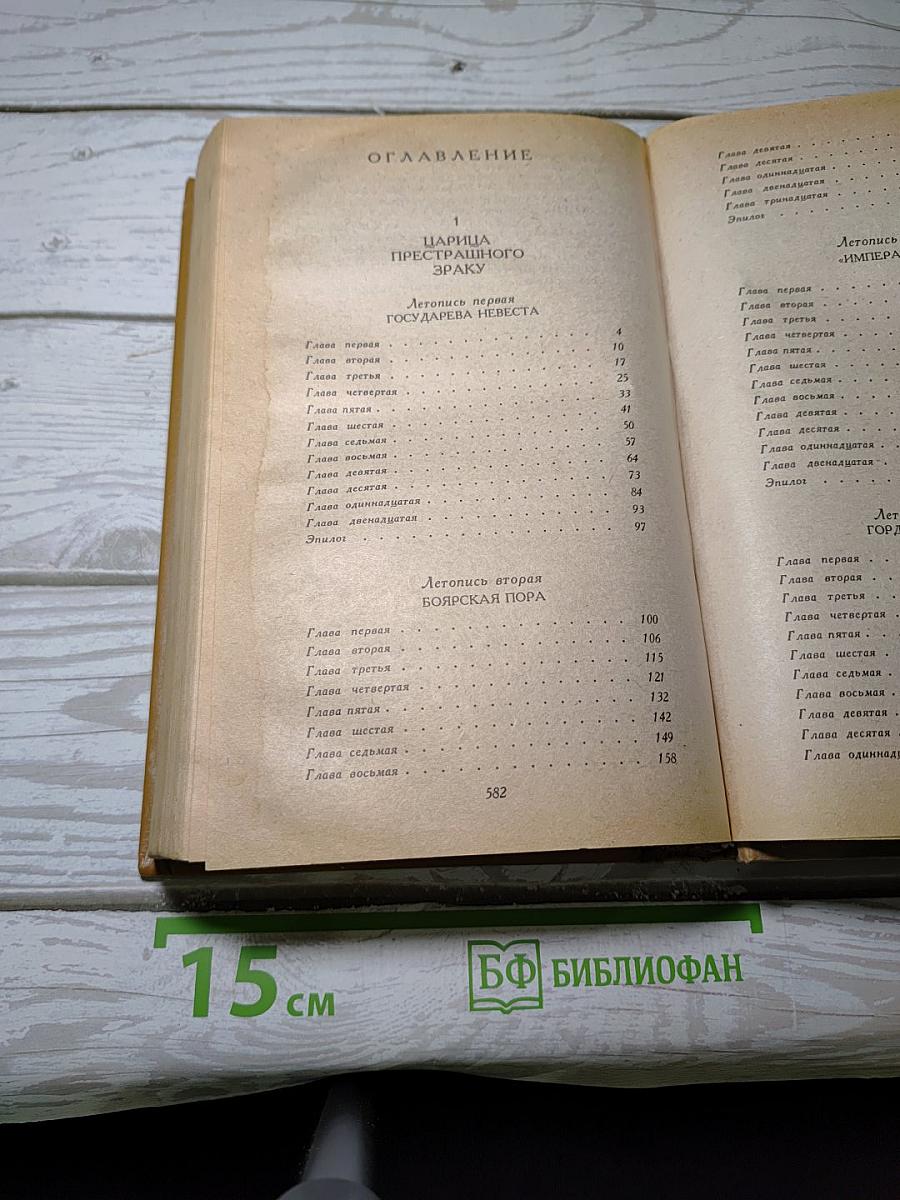 ОГЛАВЛЕНИЕ
1
ЦАРИЦА
ПРЕСТРАШНОГО
ЗРАКУ
Летопись первая
ГОСУДАРЕВА НЕВЕСТА
Глава первая . . . . . . . . . . 4
Глава вторая . . . . . . . . . . 10
Глава третья . . . . . . . . . . 17
Глава четвертая . . . . . . . . . . 25
Глава пятая . . . . . . . . . . 33
Глава шестая . . . . . . . . . . 41
Глава седьмая . . . . . . . . . . 50
Глава восьмая . . . . . . . . . . 57
Глава девятая . . . . . . . . . . 64
Глава десятая . . . . . . . . . . 73
Глава одиннадцатая . . . . . . . . . . 84
Глава двенадцатая . . . . . . . . . . 93
Эпилог . . . . . . . . . . 97
Летопись вторая
БОЯРСКАЯ ПОРА
Глава первая . . . . . . . . . . 100
Глава вторая . . . . . . . . . . 106
Глава третья . . . . . . . . . . 115
Глава четвертая . . . . . . . . . . 121
Глава пятая . . . . . . . . . . 132
Глава шестая . . . . . . . . . . 142
Глава седьмая . . . . . . . . . . 149
Глава восьмая . . . . . . . . . . 158
582
Глава девятая . . . . .
Глава десятая . . . . .
Глава одиннадцатая . . . . .
Глава двенадцатая . . . . .
Глава тринадцатая . . . . .
Эпилог . . . . .
Летопись
«ИМПЕРА
Глава первая . . . . .
Глава вторая . . . . .
Глава третья . . . . .
Глава четвертая . . . . .
Глава пятая . . . . .
Глава шестая . . . . .
Глава седьмая . . . . .
Глава восьмая . . . . .
Глава девятая . . . . .
Глава десятая . . . . .
Глава одиннадцатая . . .
Глава двенадцатая . . .
Эпилог . . . . .
Лет
ГОРД
Глава первая . . .
Глава вторая . . .
Глава третья . . .
Глава четвертая .
Глава пятая . . .
Глава шестая . .
Глава седьмая .
Глава восьмая .
Глава девятая .
Глава десятая .
Глава одиннад
15 см
БФ БИБЛИОФАН